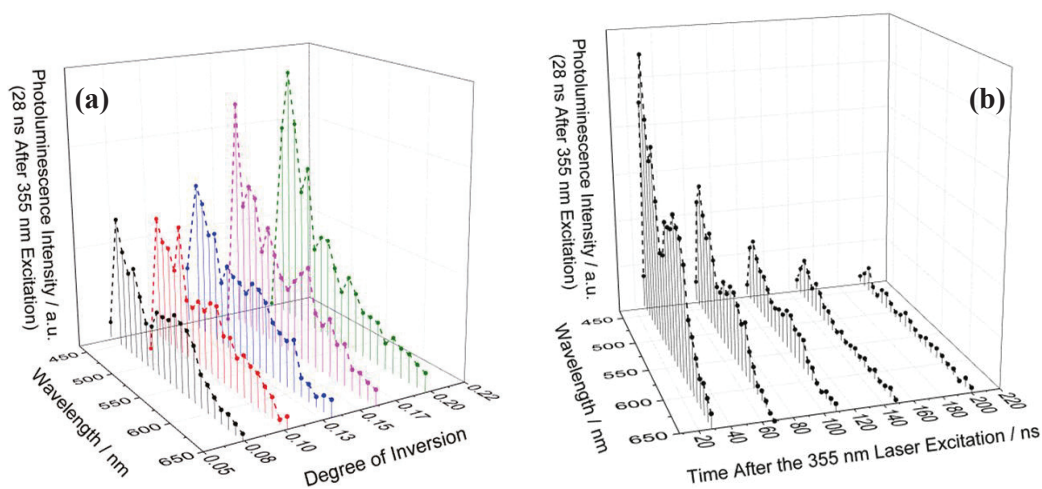 (a)
Photoluminescence Intensity / a.u.
(28 ns After 355 nm Excitation)
450
500
550
600
650
Wavelength / nm
0.05
0.08
0.10
0.13
0.15
0.17
0.20
0.22
Degree of Inversion
(b)
Photoluminescence Intensity / a.u.
(28 ns After 355 nm Excitation)
450
500
550
600
650
Wavelength / nm
20
40
60
80
100
120
140
160
180
200
220
Time After the 355 nm Laser Excitation / ns